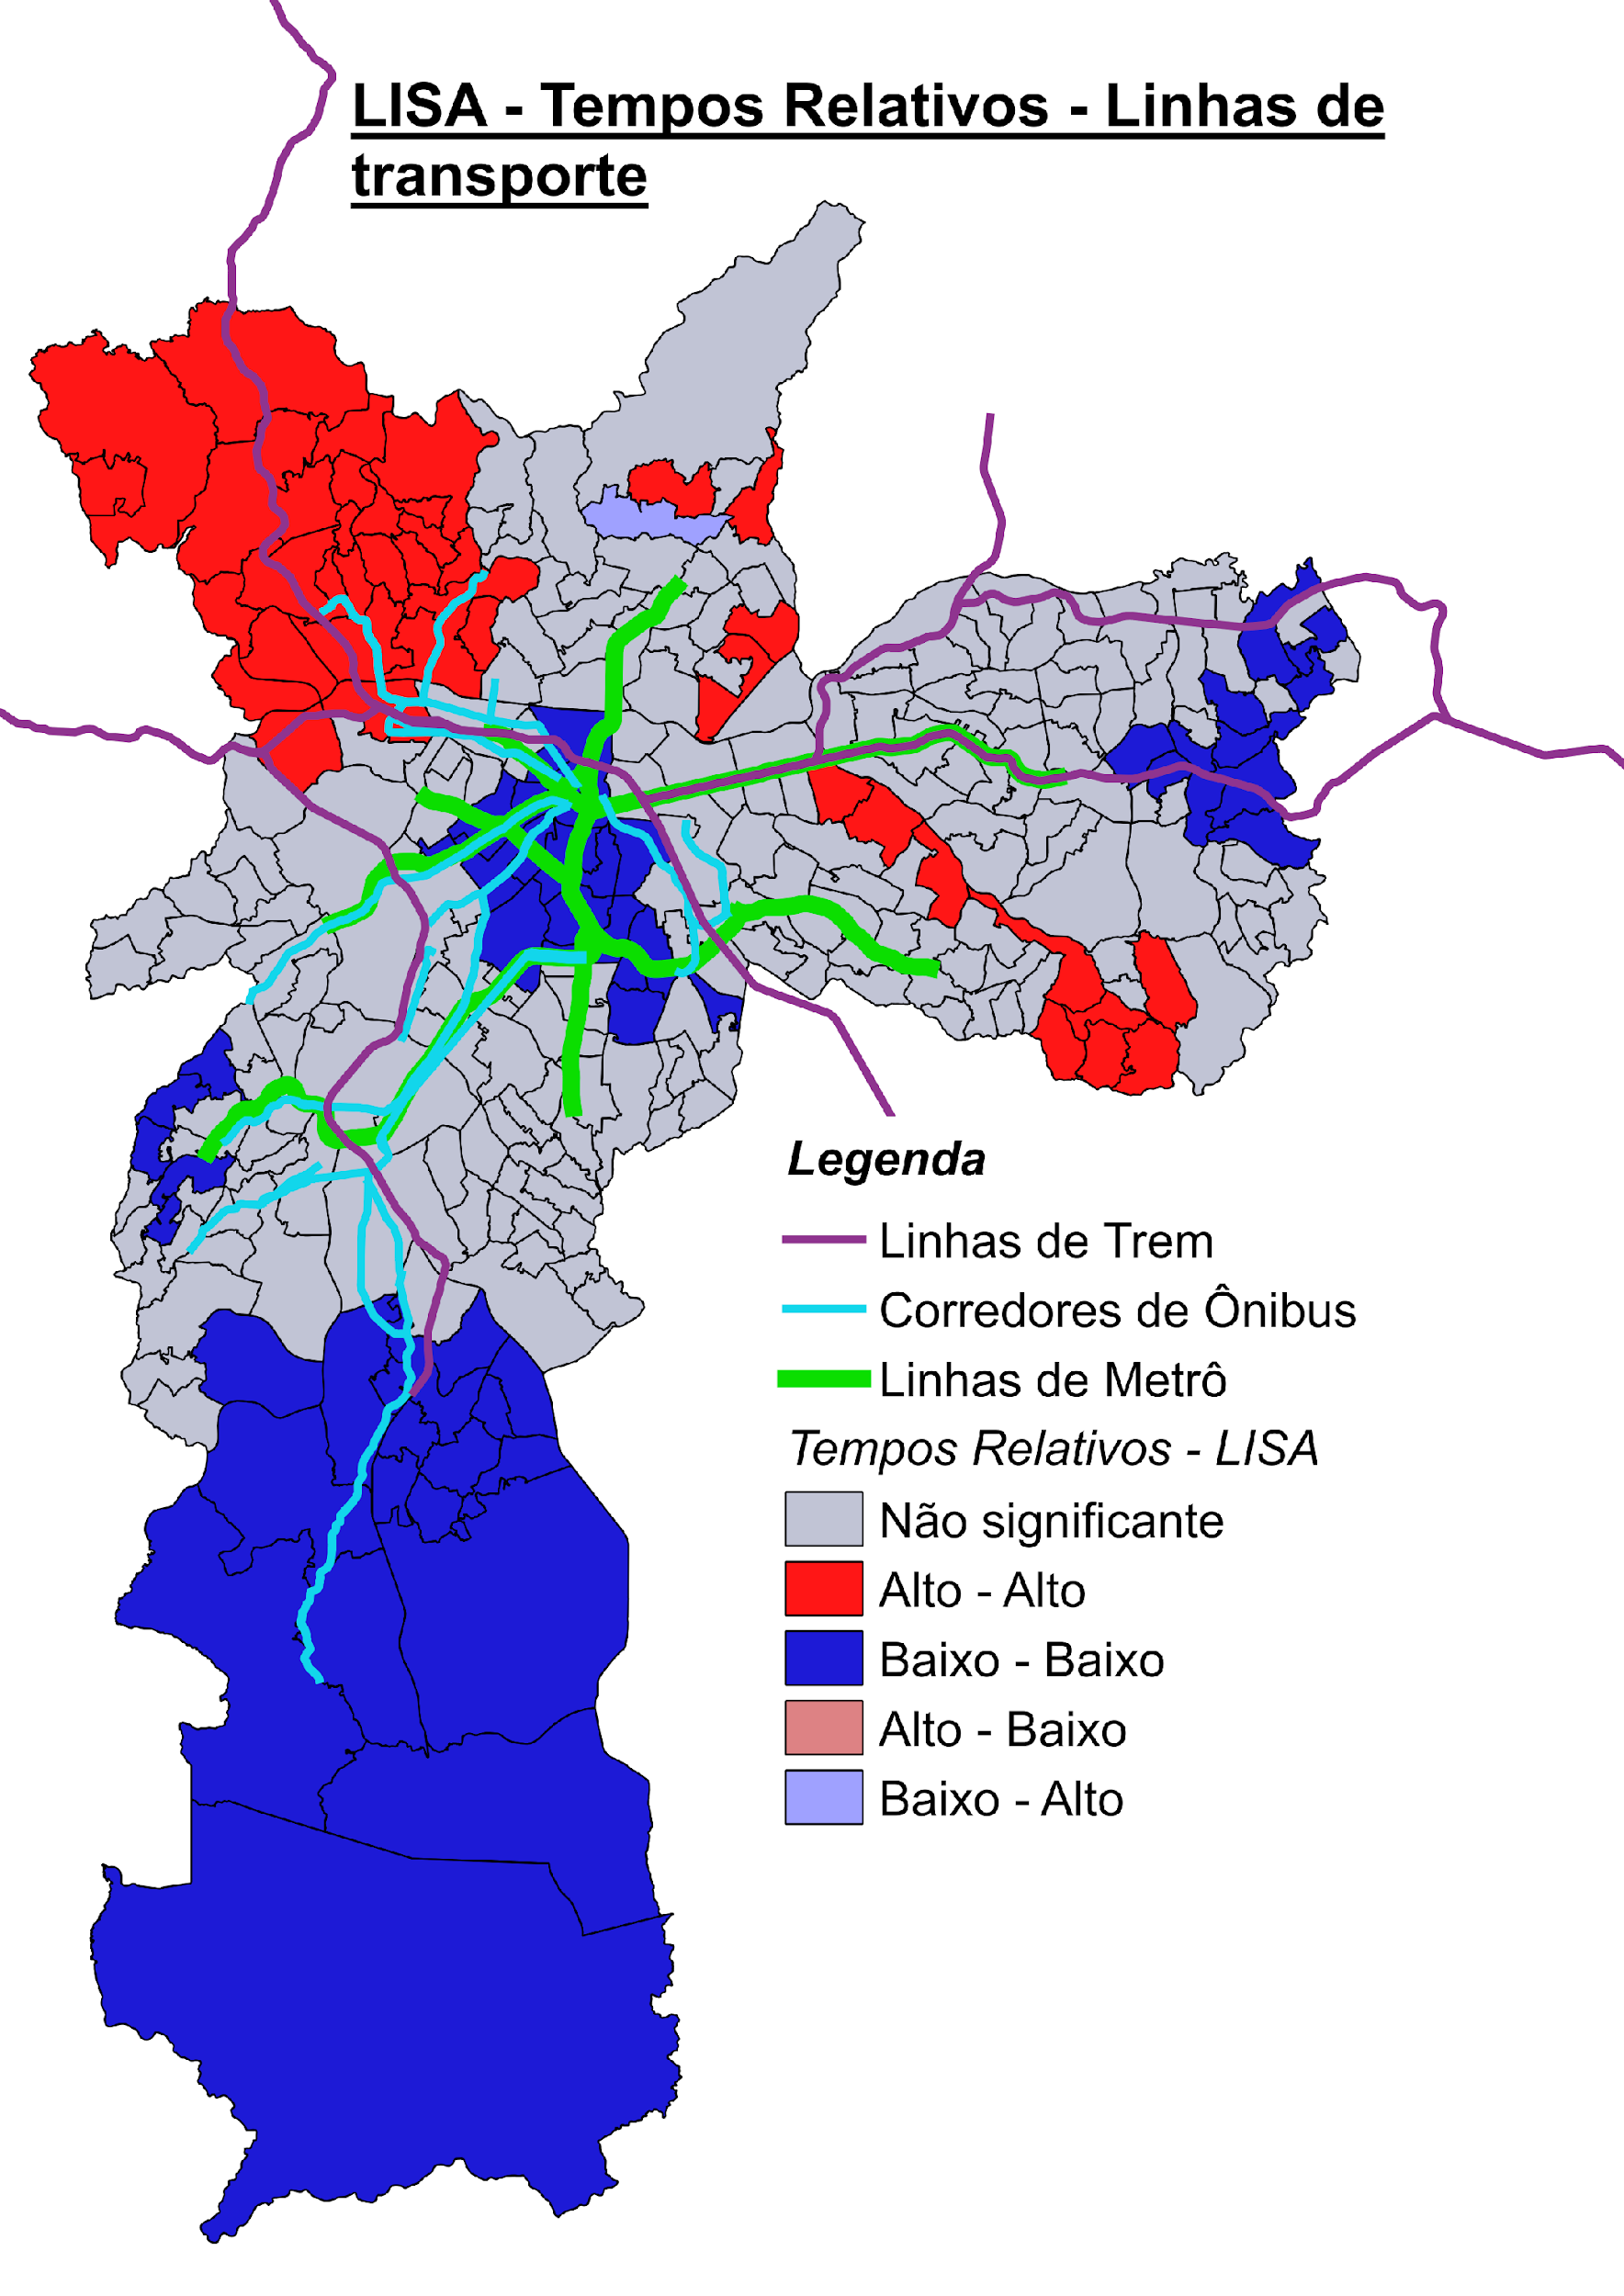 LISA - Tempos Relativos - Linhas de
transporte
Legenda
Linhas de Trem
Corredores de Ônibus
Linhas de Metrô
Tempos Relativos - LISA
Não significante
Alto - Alto
Baixo - Baixo
Alto - Baixo
Baixo - Alto